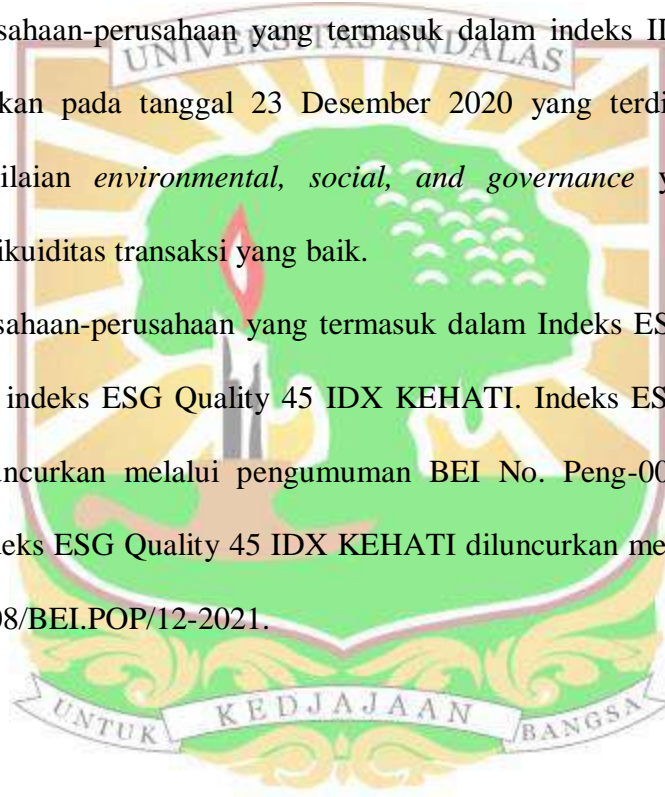 sahaan-perusahaan yang termasuk dalam indeks II
UNIVERSITAS ANDALAS
kan pada tanggal 23 Desember 2020 yang terdi
ilaian environmental, social, and governance y
ikuiditas transaksi yang baik.
sahaan-perusahaan yang termasuk dalam Indeks ES
indeks ESG Quality 45 IDX KEHATI. Indeks ES
uncurkan melalui pengumuman BEI No. Peng-00
deks ESG Quality 45 IDX KEHATI diluncurkan me
08/BEI.POP/12-2021.
UNTUK KEDJAJAAN BANGSA